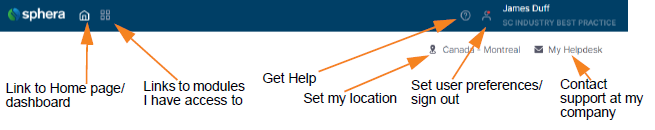 sphera
James Duff
SC INDUSTRY BEST PRACTICE
Canada Montreal
My Helpdesk
Link to Home page/
dashboard
Links to modules
I have access to
Get Help
Set my location
Set user preferences/
sign out
Contact
support at my
company